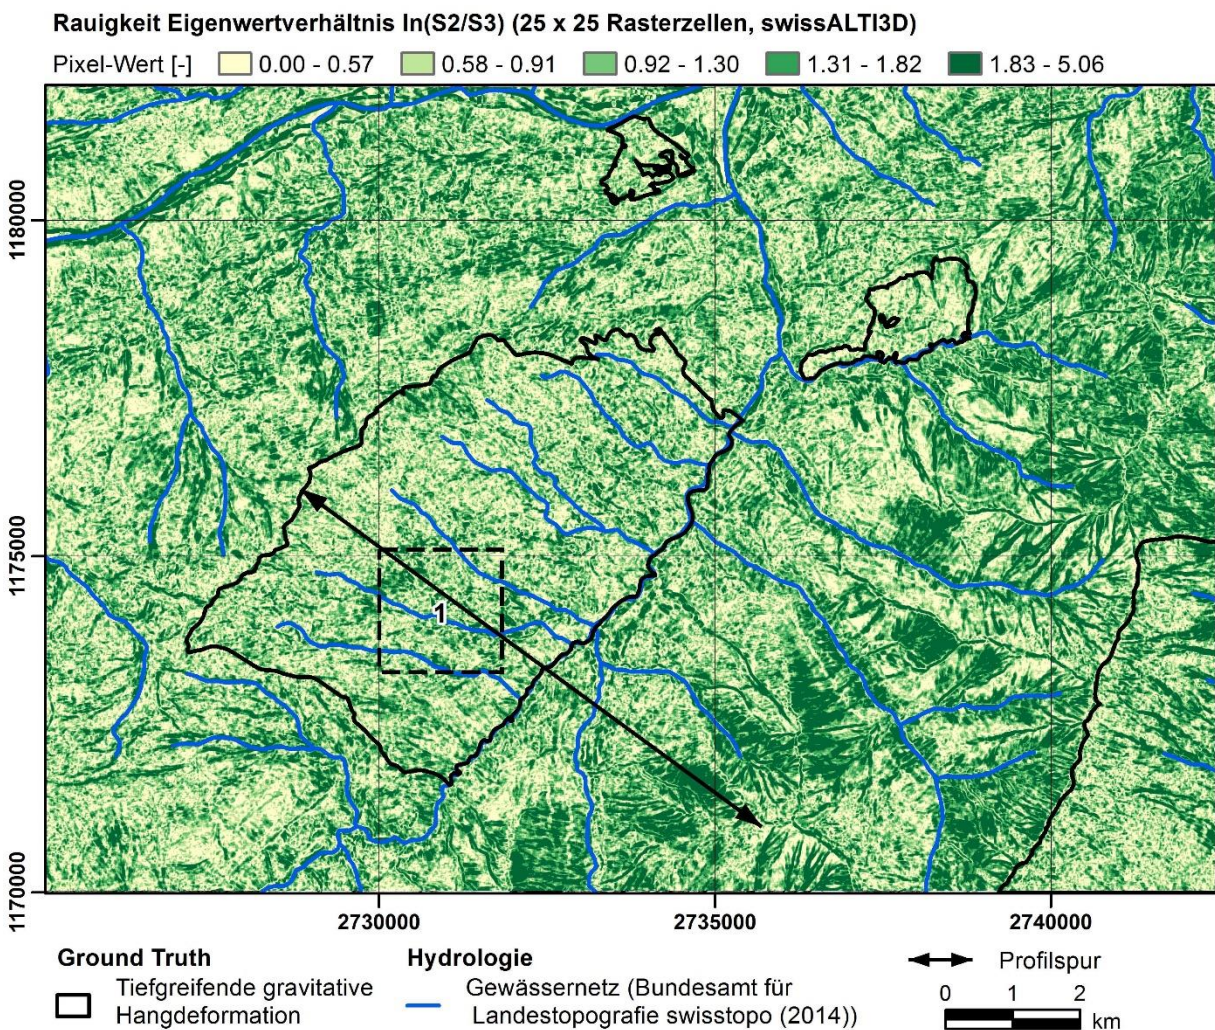 Rauigkeit Eigenwertverhältnis ln(S2/S3) (25 x 25 Rasterzellen, swissALTI3D)
Pixel-Wert [-] 0.00 - 0.57 0.58 - 0.91 0.92 - 1.30 1.31 - 1.82 1.83 - 5.06
1180000
1175000
1
1170000
2730000 2735000 2740000
Ground Truth
Tiefgreifende gravitative
Hangdeformation
Hydrologie
Gewässernetz (Bundesamt für
Landestopografie swisstopo (2014))
Profilspur
0 1 2
km